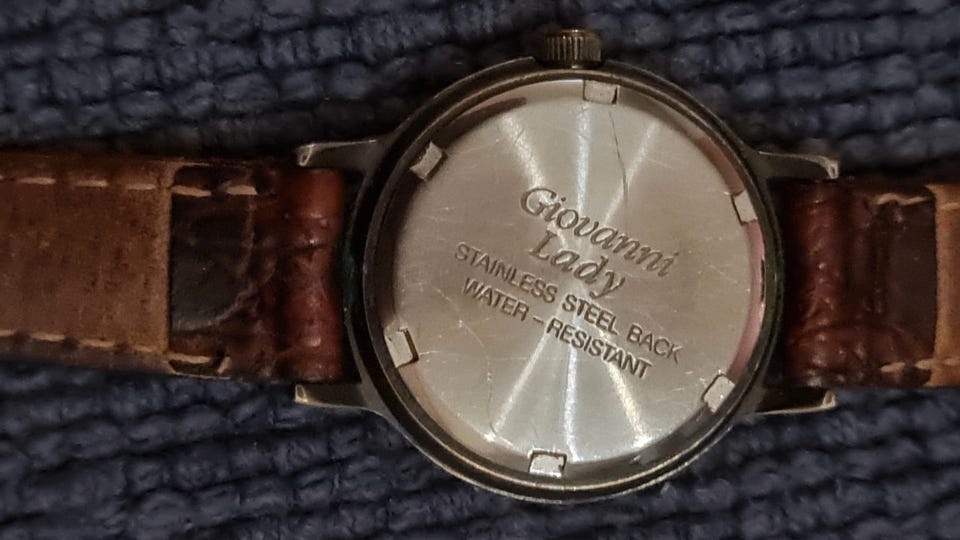 Giovanni
Lady
STAINLESS STEEL BACK
WATER - RESISTANT